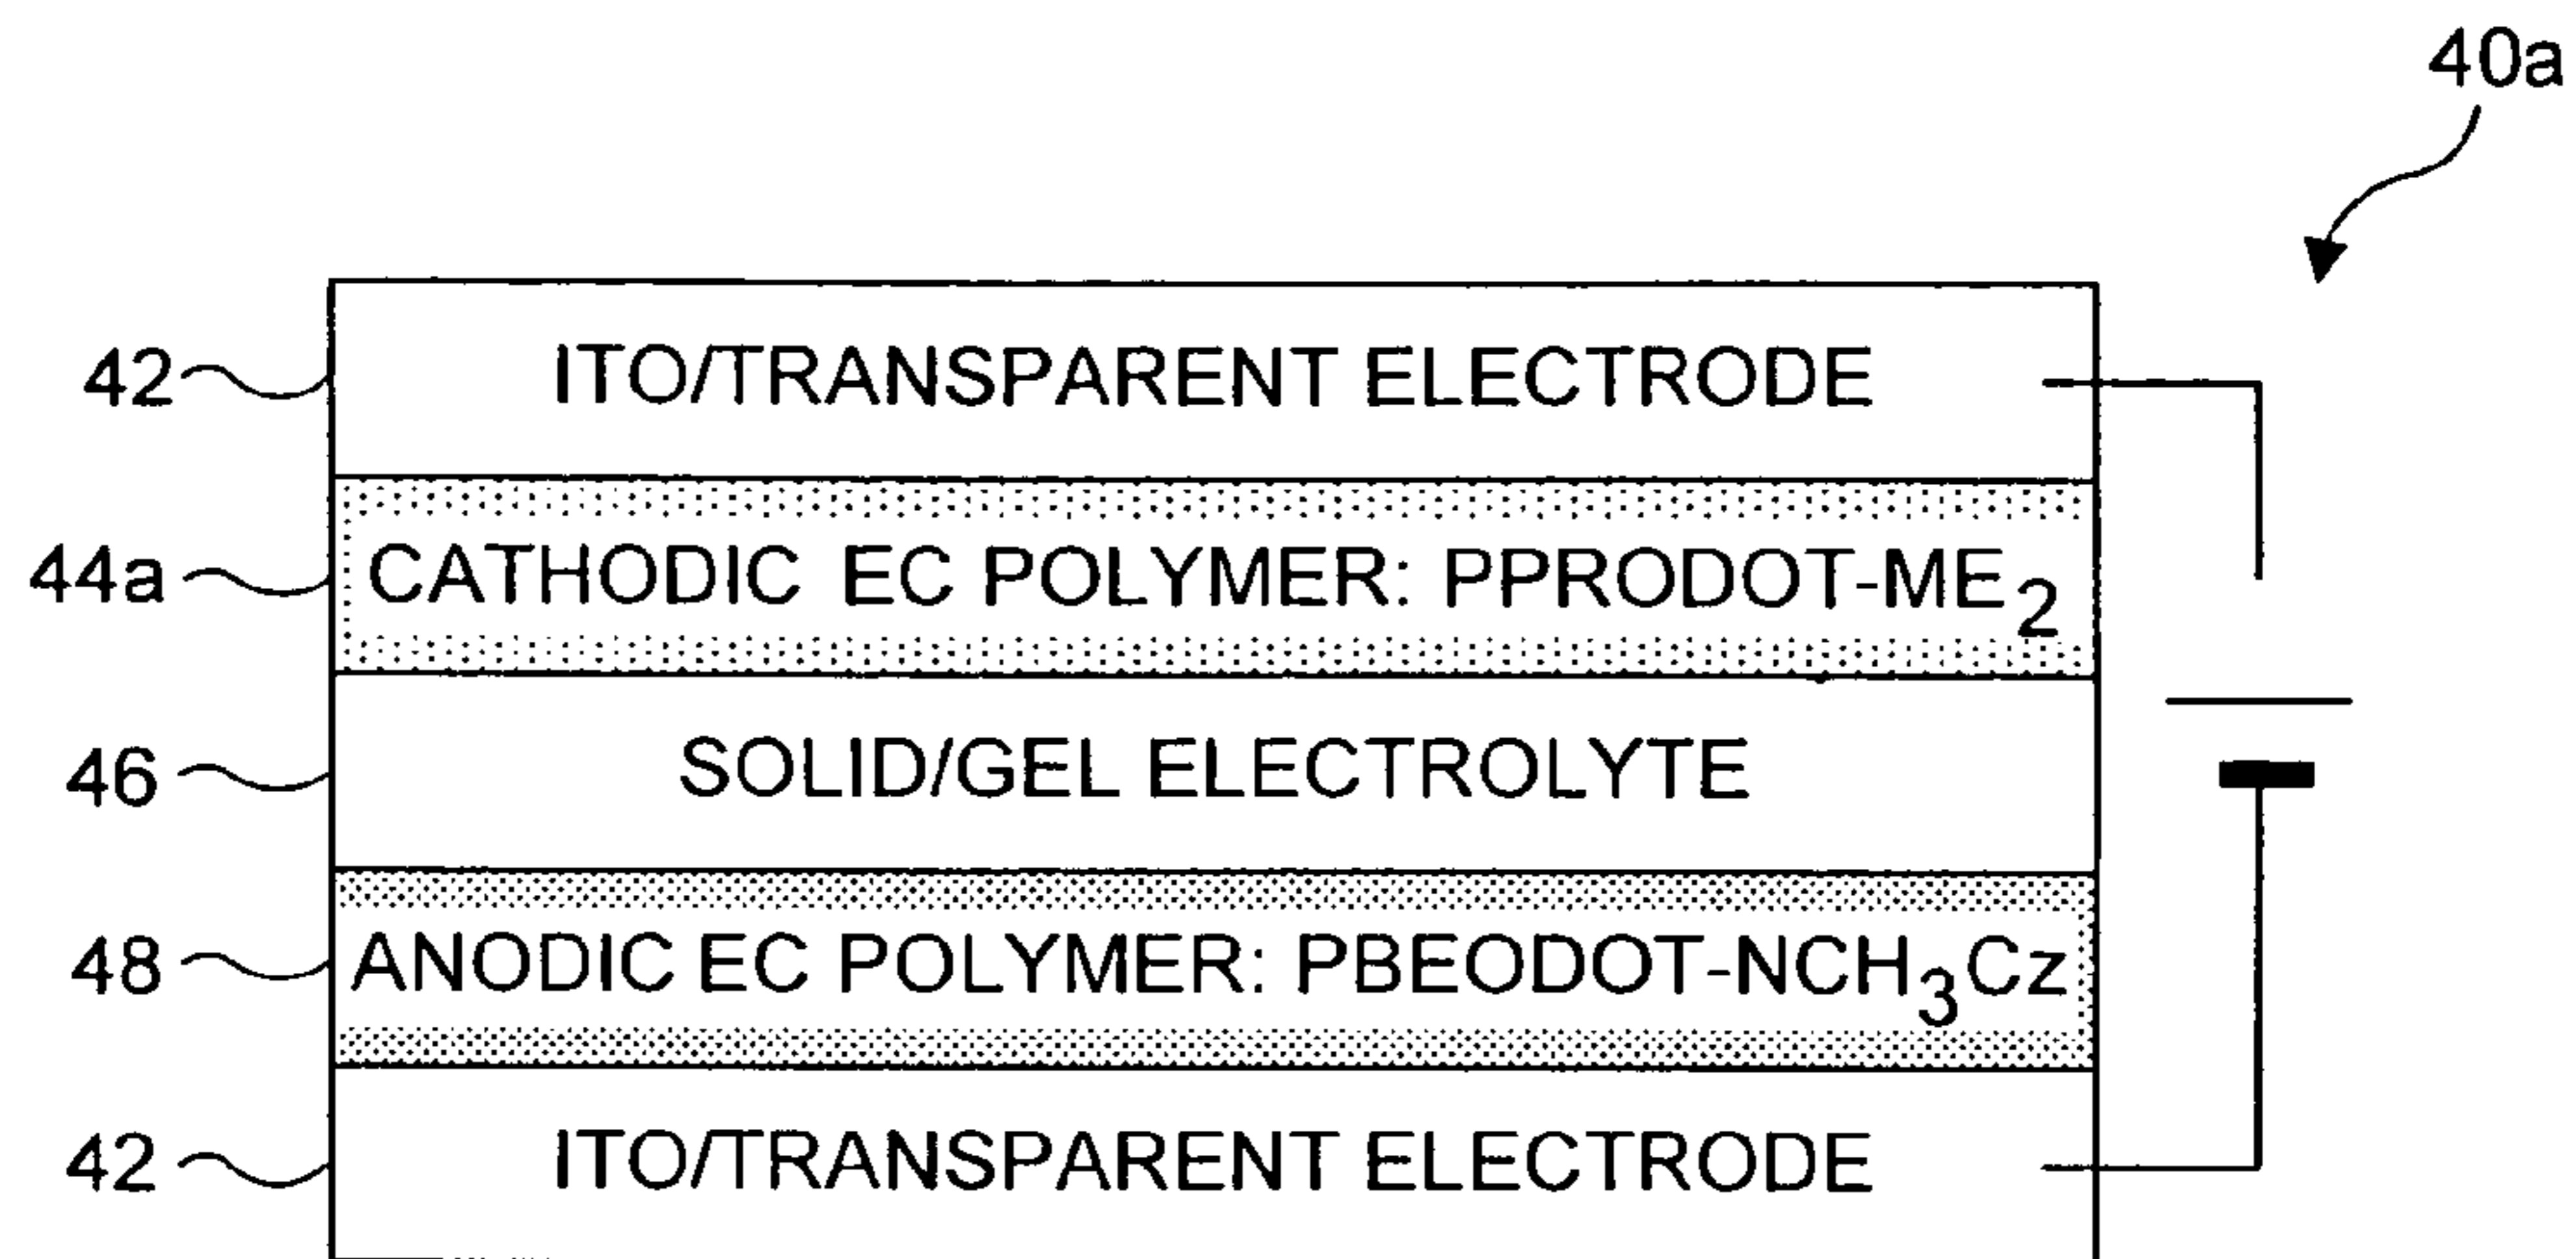 40a
42 ITO/TRANSPARENT ELECTRODE
44a CATHODIC EC POLYMER: PPRODOT-ME2
46 SOLID/GEL ELECTROLYTE
48 ANODIC EC POLYMER: PBEODOT-NCH3Cz
42 ITO/TRANSPARENT ELECTRODE